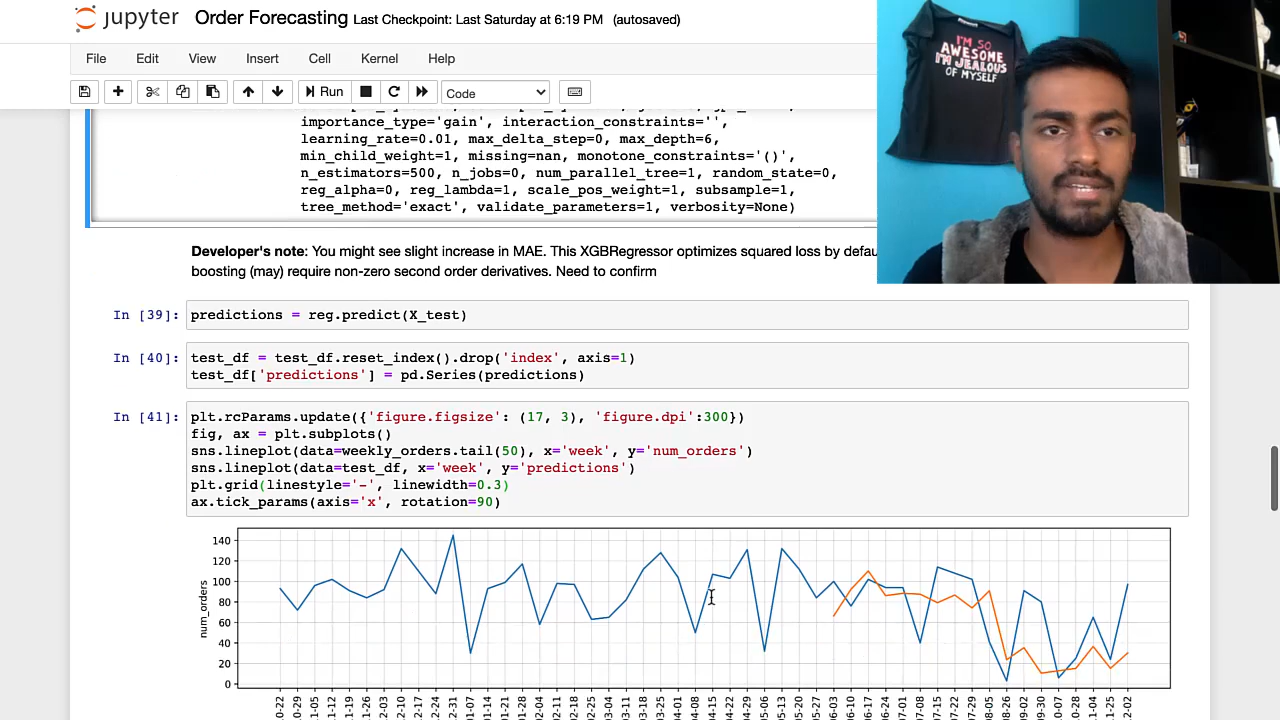 jupyter Order Forecasting Last Checkpoint: Last Saturday at 6:19 PM (autosaved)
File Edit View Insert Cell Kernel Help
Run Code
importance_type='gain', interaction_constraints='',
learning_rate=0.01, max_delta_step=0, max_depth=6,
min_child_weight=1, missing=nan, monotone_constraints='()',
n_estimators=500, n_jobs=0, num_parallel_tree=1, random_state=0,
reg_alpha=0, reg_lambda=1, scale_pos_weight=1, subsample=1,
tree_method='exact', validate_parameters=1, verbosity=None)
I'M SO
AWESOME
I'M JEALOUS
OF MYSELF
Developer's note: You might see slight increase in MAE. This XGBRegressor optimizes squared loss by
boosting (may) require non-zero second order derivatives. Need to confirm
In [39]: predictions = reg.predict(X_test)
In [40]: test_df = test_df.reset_index().drop('index', axis=1)
test_df['predictions'] = pd.Series(predictions)
In [41]: plt.rcParams.update({'figure.figsize': (17, 3), 'figure.dpi':300})
fig, ax = plt.subplots()
sns.lineplot(data=weekly_orders.tail(50), x='week', y='num_orders')
sns.lineplot(data=test_df, x='week', y='predictions')
plt.grid(linestyle='-', linewidth=0.3)
ax.tick_params(axis='x', rotation=90)
140
120
100
80
60
40
20
0
num_orders